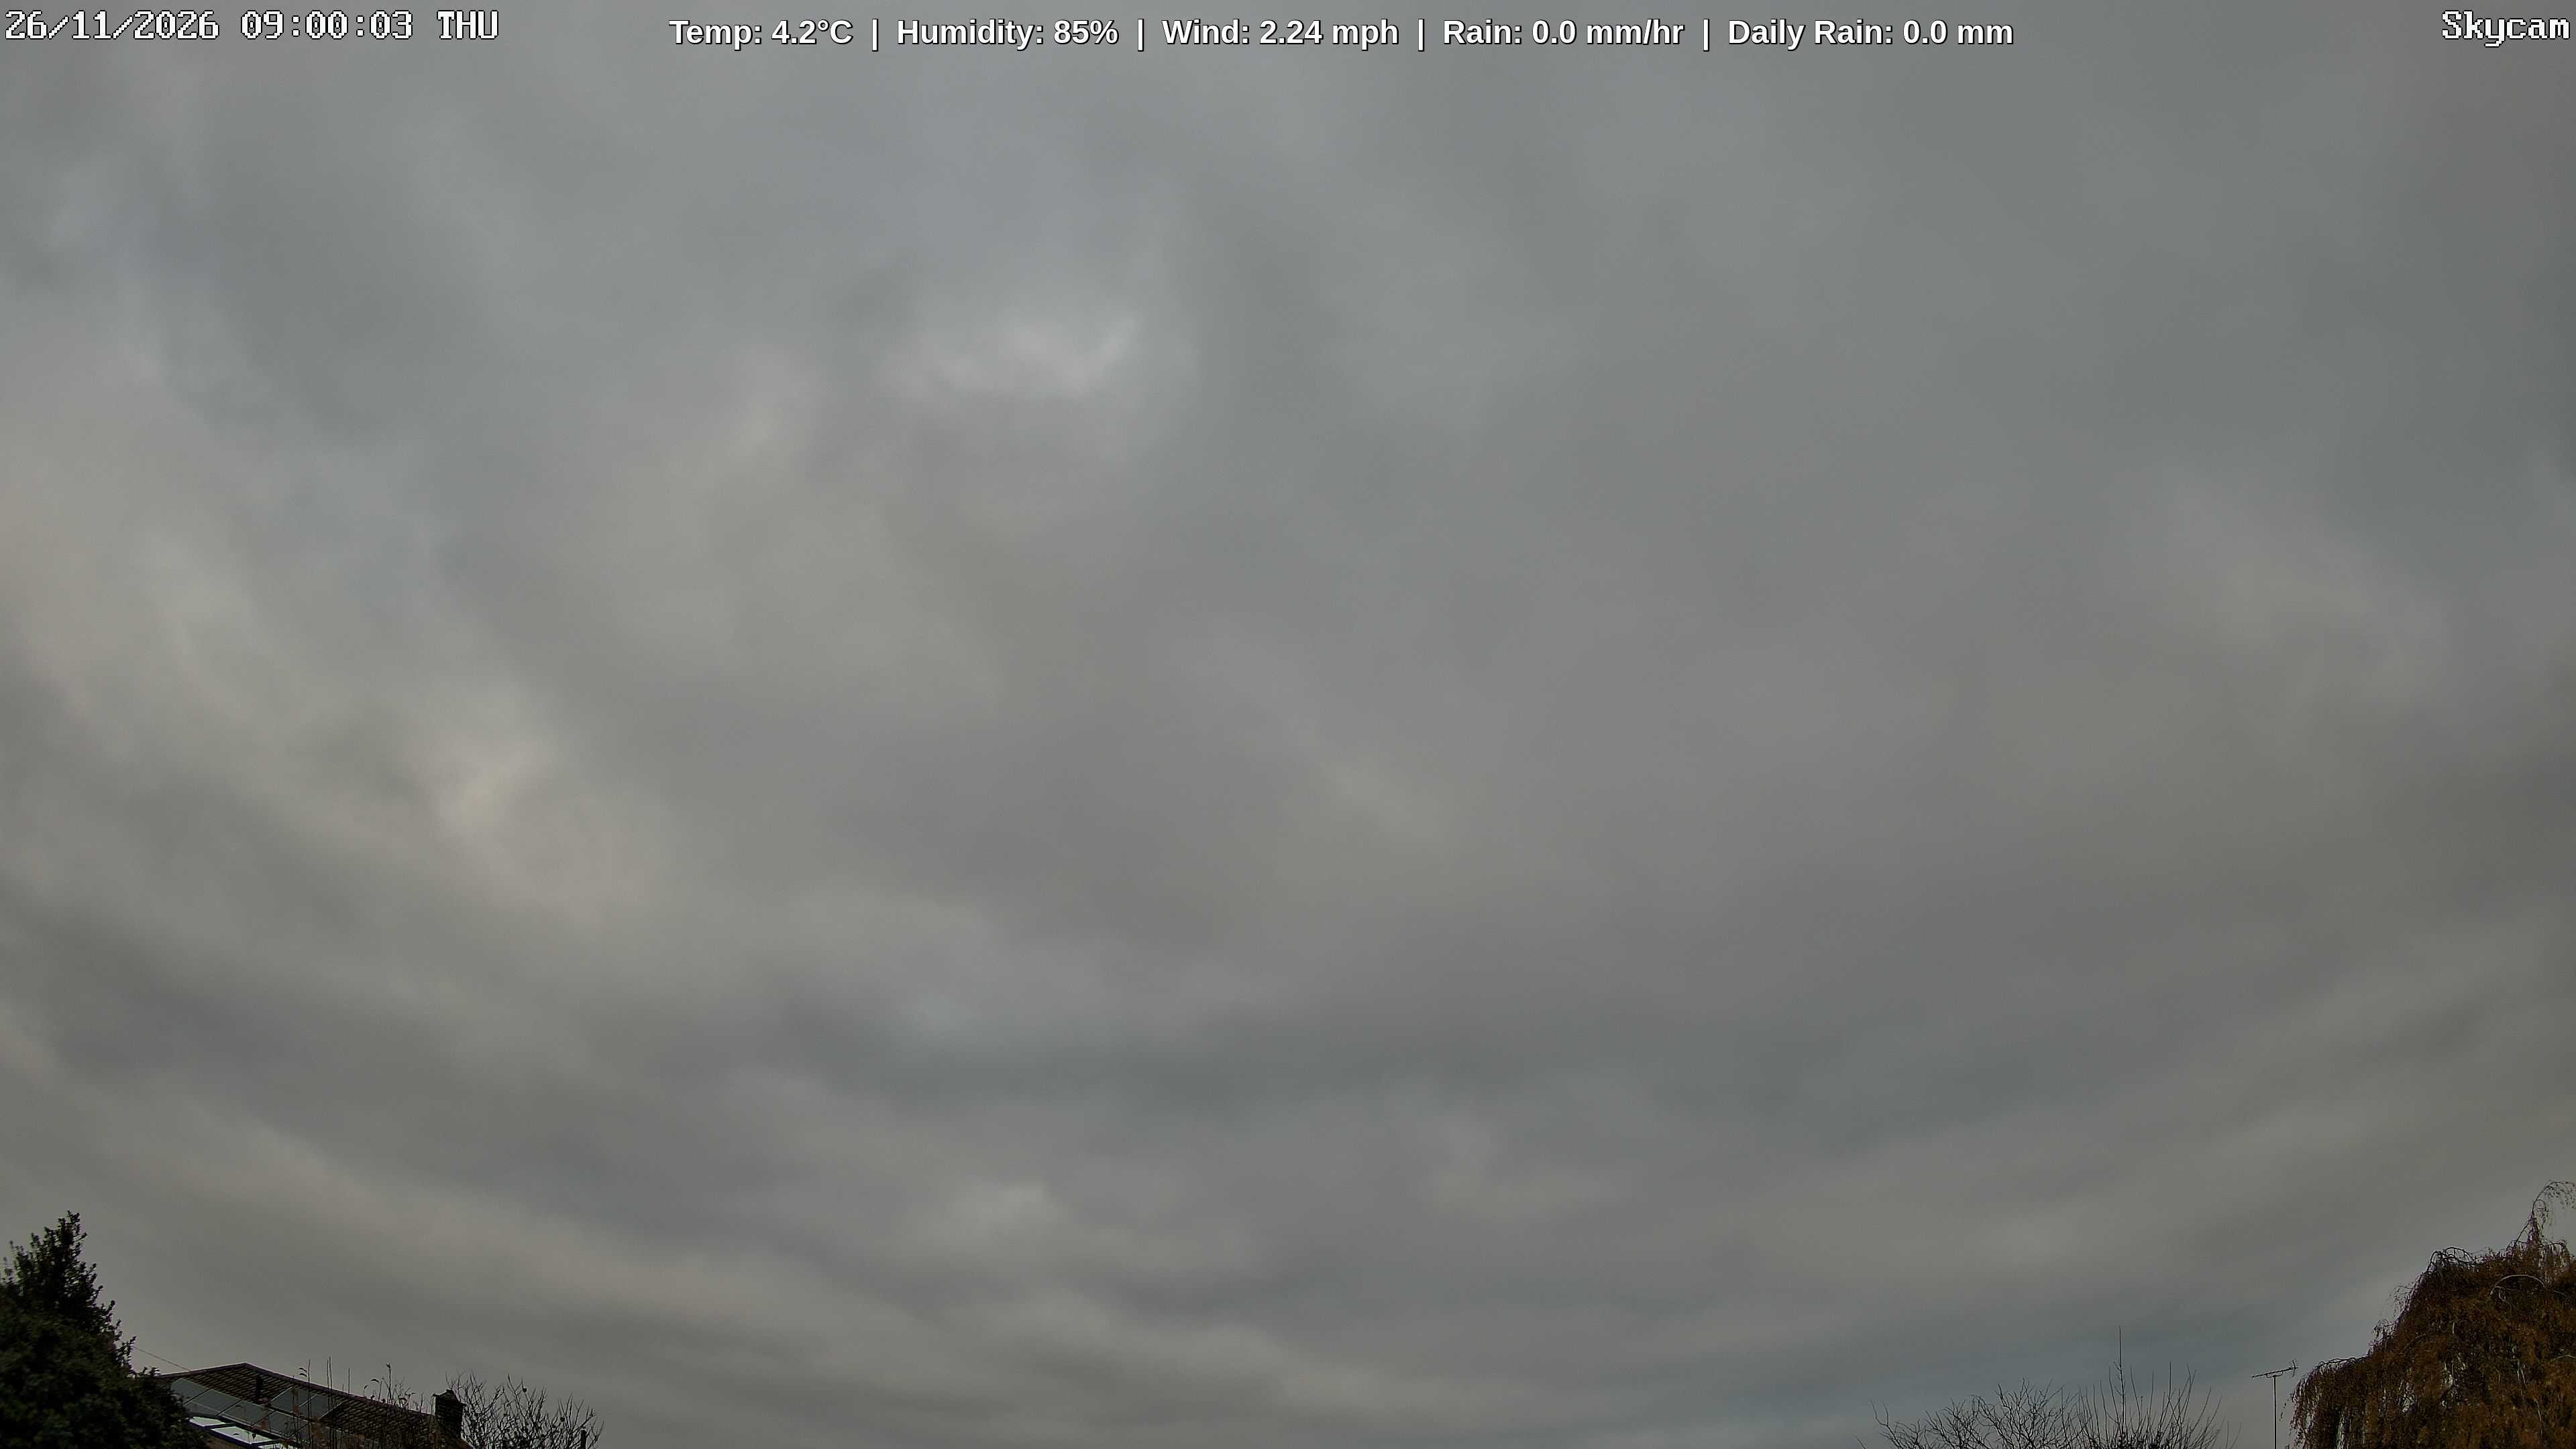 26/11/2026 09:00:03 THU
Temp: 4.2°C | Humidity: 85% | Wind: 2.24 mph | Rain: 0.0 mm/hr | Daily Rain: 0.0 mm
Skycam